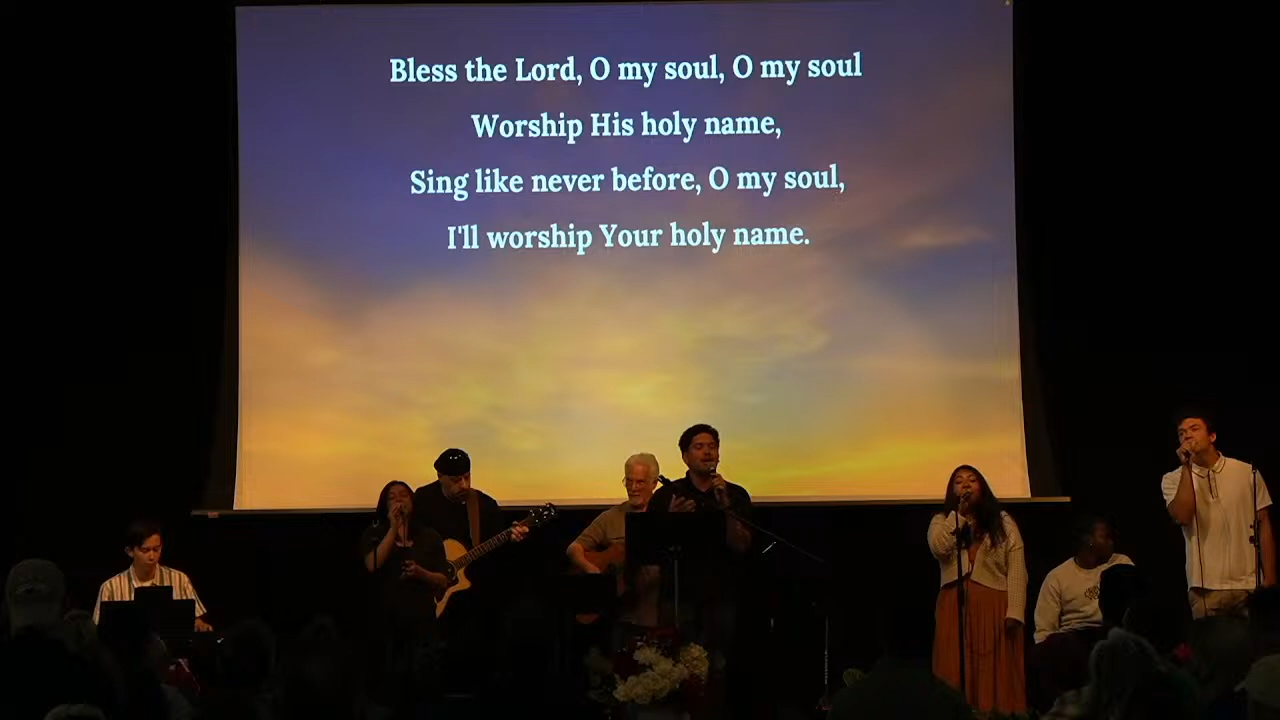 Bless the Lord, O my soul, O my soul
Worship His holy name,
Sing like never before, O my soul,
I'll worship Your holy name.